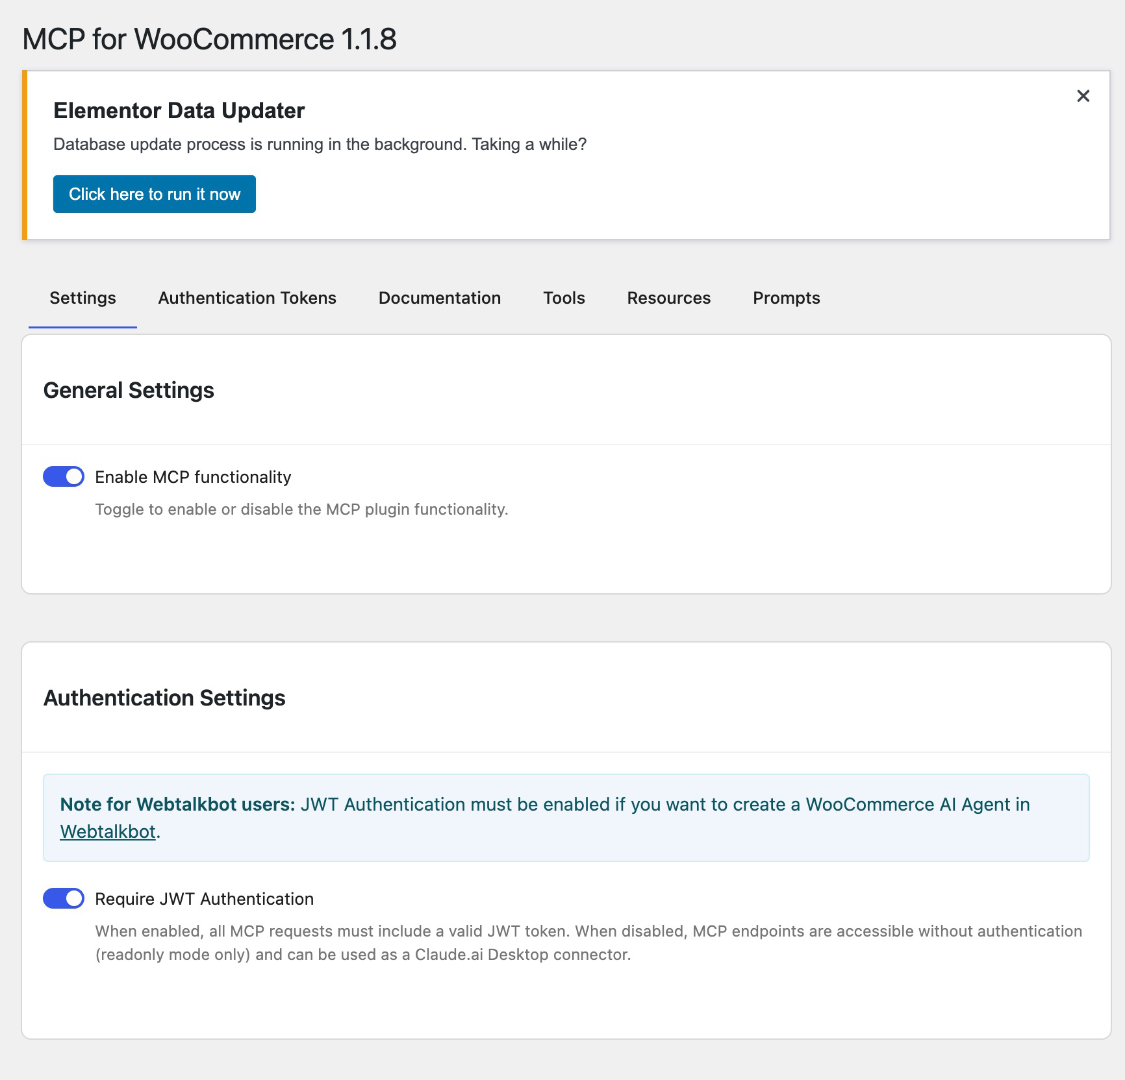 MCP for WooCommerce 1.1.8
Elementor Data Updater
Database update process is running in the background. Taking a while?
Click here to run it now
Settings Authentication Tokens Documentation Tools Resources Prompts
General Settings
Enable MCP functionality
Toggle to enable or disable the MCP plugin functionality.
Authentication Settings
Note for Webtalkbot users: JWT Authentication must be enabled if you want to create a WooCommerce AI Agent in
Webtalkbot.
Require JWT Authentication
When enabled, all MCP requests must include a valid JWT token. When disabled, MCP endpoints are accessible without authentication
(readonly mode only) and can be used as a Claude.ai Desktop connector.